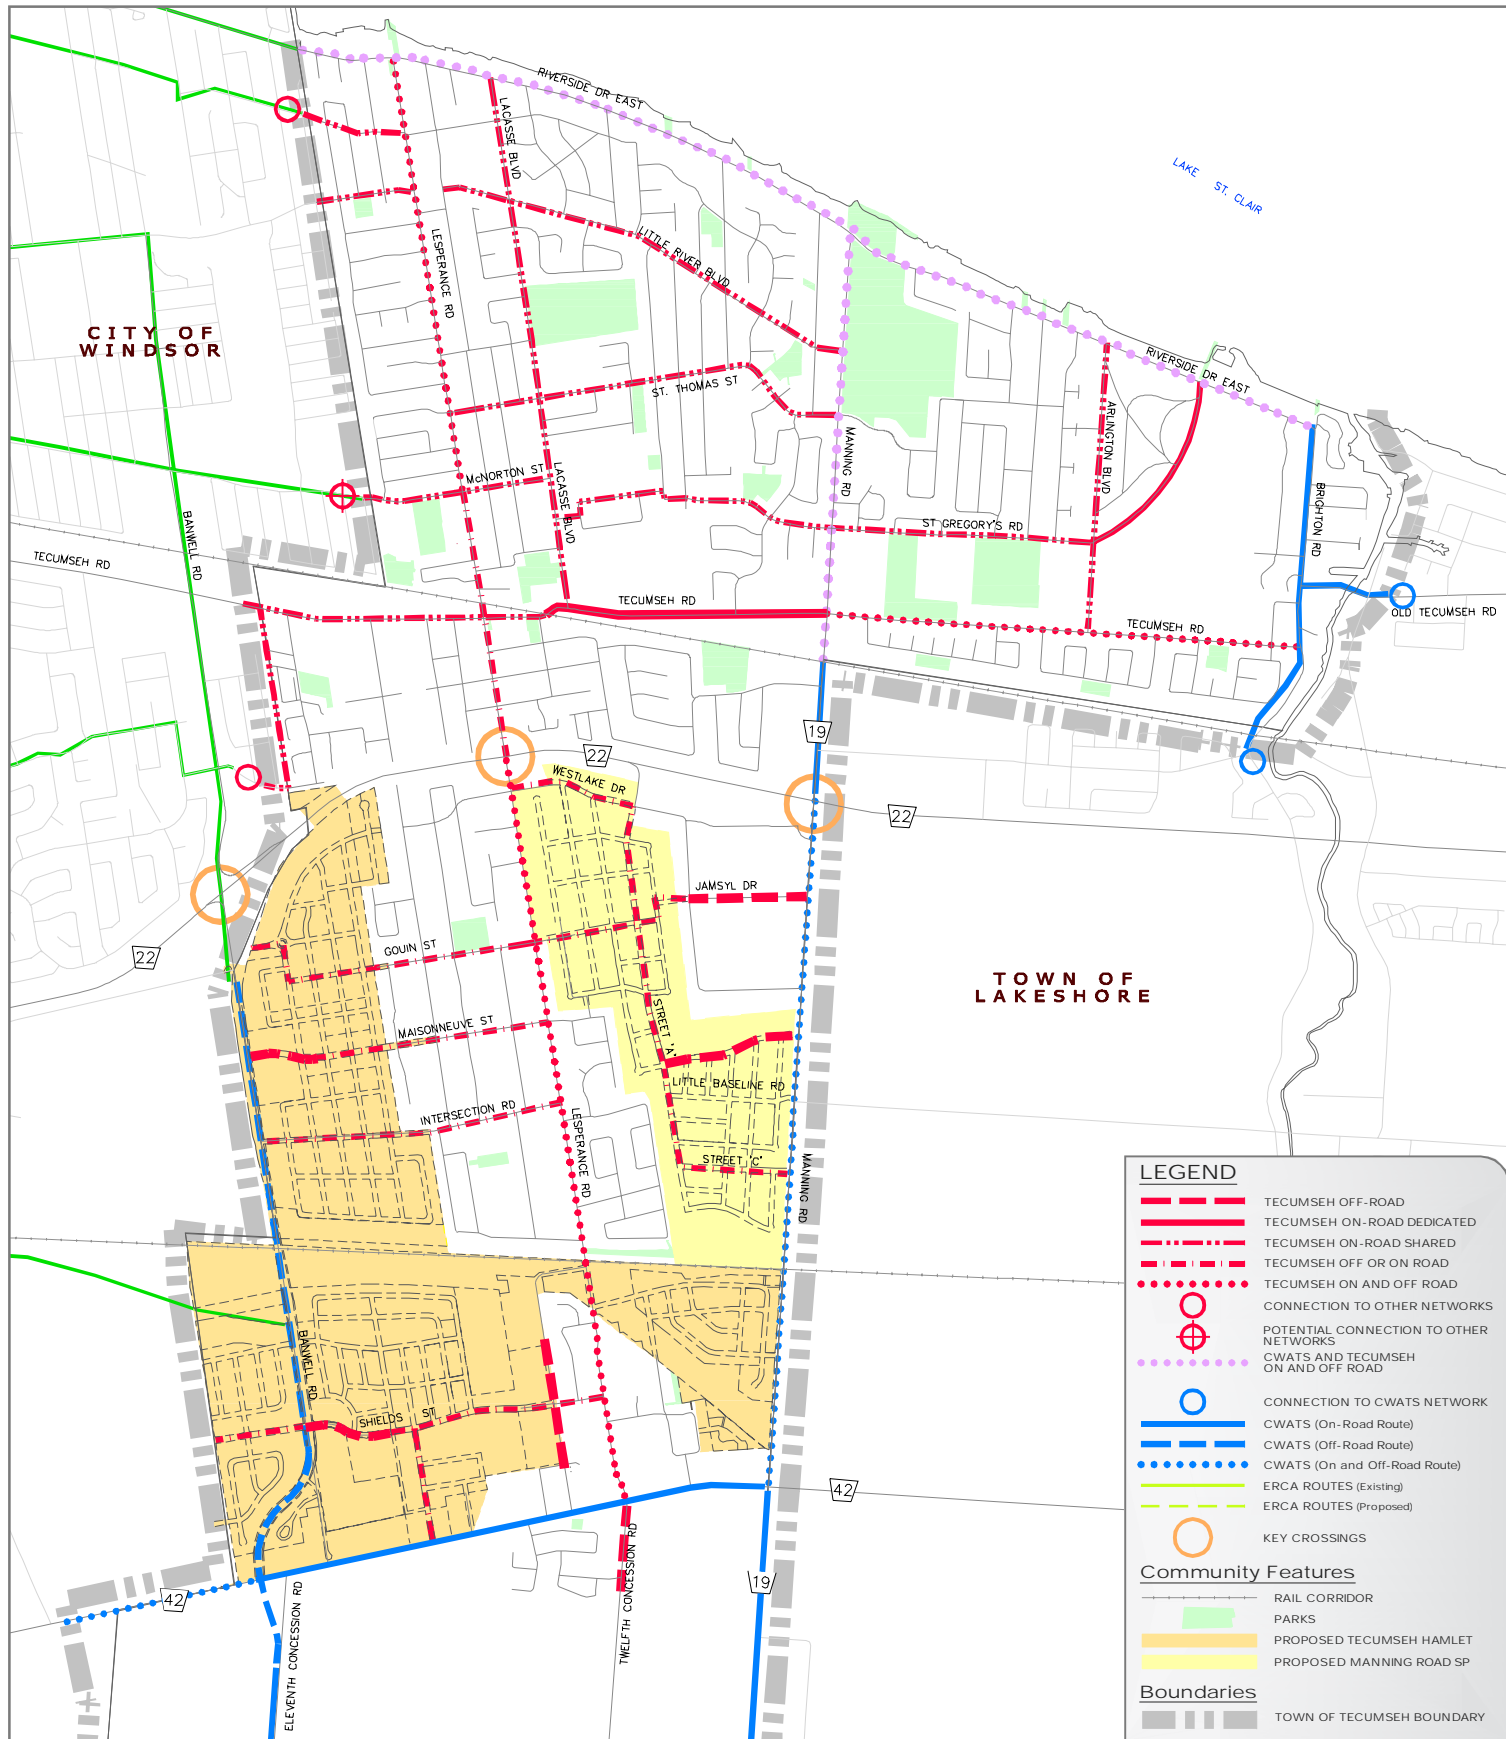 RIVERSIDE DR EAST
LACASSE BLVD
LAKE ST. CLAIR
LESPERANCE RD
LITTLE RIVER BLVD
CITY OF
WINDSOR
RIVERSIDE DR EAST
ST. THOMAS ST
ARLINGTON BLVD
MANNING RD
McNORTON ST
LACASSE BLVD
BRIGHTON RD
BANWELL RD
ST GREGORY'S RD
TECUMSEH RD
TECUMSEH RD
OLD TECUMSEH RD
TECUMSEH RD
19
22
WESTLAKE DR
22
JAMSYL DR
GOUIN ST
22
TOWN OF
LAKESHORE
STREET 'A'
MAISONNEUVE ST
LITTLE BASELINE RD
INTERSECTION RD
LESPERANCE RD
STREET 'C'
MANNING RD
BANWELL RD
SHIELDS ST
42
TWELFTH CONCESSION RD
19
42
ELEVENTH CONCESSION RD
LEGEND
TECUMSEH OFF-ROAD
TECUMSEH ON-ROAD DEDICATED
TECUMSEH ON-ROAD SHARED
TECUMSEH OFF OR ON ROAD
TECUMSEH ON AND OFF ROAD
CONNECTION TO OTHER NETWORKS
POTENTIAL CONNECTION TO OTHER
NETWORKS
CWATS AND TECUMSEH
ON AND OFF ROAD
CONNECTION TO CWATS NETWORK
CWATS (On-Road Route)
CWATS (Off-Road Route)
CWATS (On and Off-Road Route)
ERCA ROUTES (Existing)
ERCA ROUTES (Proposed)
KEY CROSSINGS
Community Features
RAIL CORRIDOR
PARKS
PROPOSED TECUMSEH HAMLET
PROPOSED MANNING ROAD SP
Boundaries
TOWN OF TECUMSEH BOUNDARY